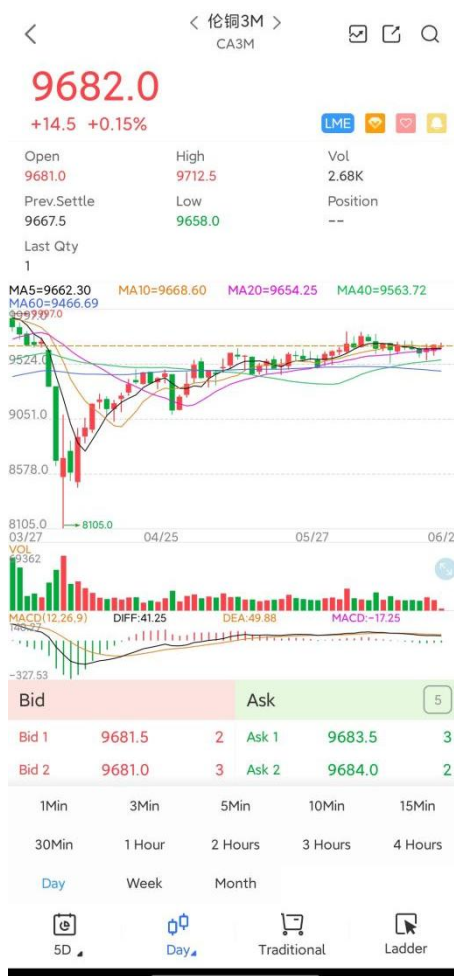 伦铜3M
CA3M
9682.0
+14.5 +0.15%
LME
Open High Vol
9681.0 9712.5 2.68K
Prev.Settle Low Position
9667.5 9658.0 --
Last Qty
1
MA5=9662.30 MA10=9668.60 MA20=9654.25 MA40=9563.72
MA60=9466.69
9997.0
9524.0
9051.0
8578.0
8105.0 8105.0
03/27 04/25 05/27 06/2
VOL
69362
MACD(12,26,9) DIFF:41.25 DEA:49.88 MACD:-17.25
-327.53
Bid Ask 5
Bid 1 9681.5 2 Ask 1 9683.5 3
Bid 2 9681.0 3 Ask 2 9684.0 2
1Min 3Min 5Min 10Min 15Min
30Min 1 Hour 2 Hours 3 Hours 4 Hours
Day Week Month
5D Day Traditional Ladder